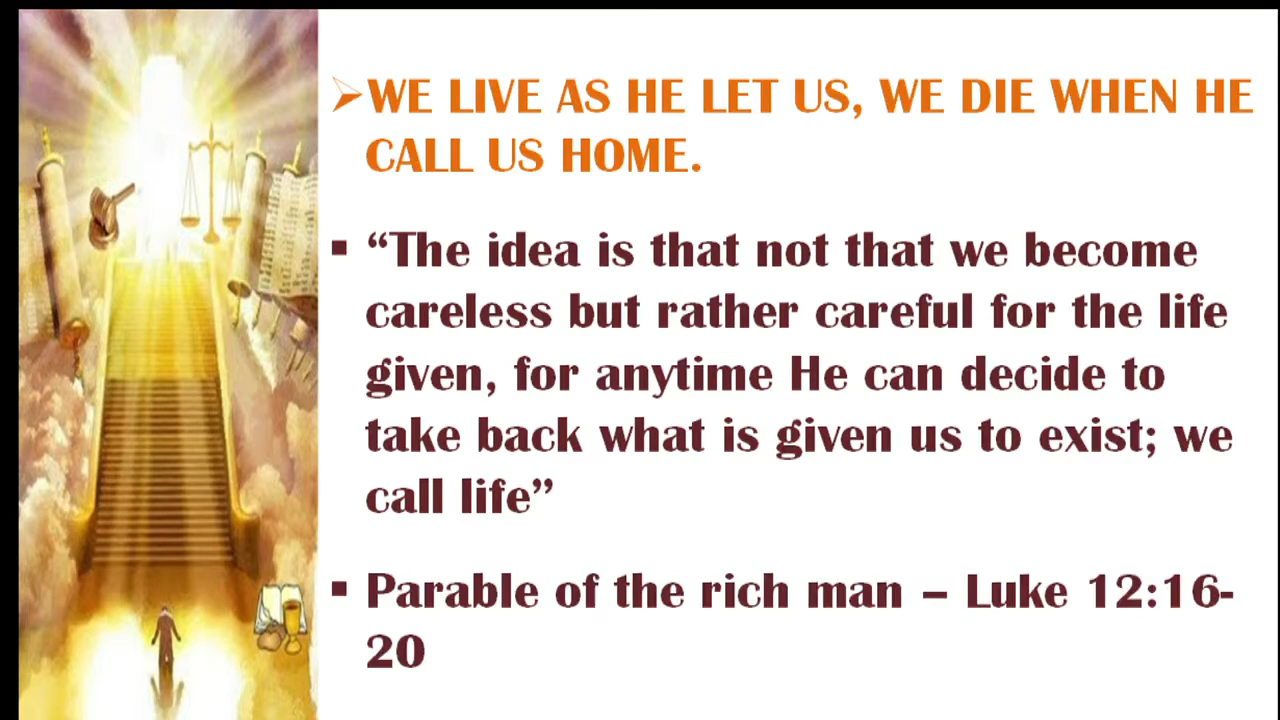 ➢WE LIVE AS HE LET US, WE DIE WHEN HE
CALL US HOME.
▪ “The idea is that not that we become
careless but rather careful for the life
given, for anytime He can decide to
take back what is given us to exist; we
call life”
▪ Parable of the rich man – Luke 12:16-
20